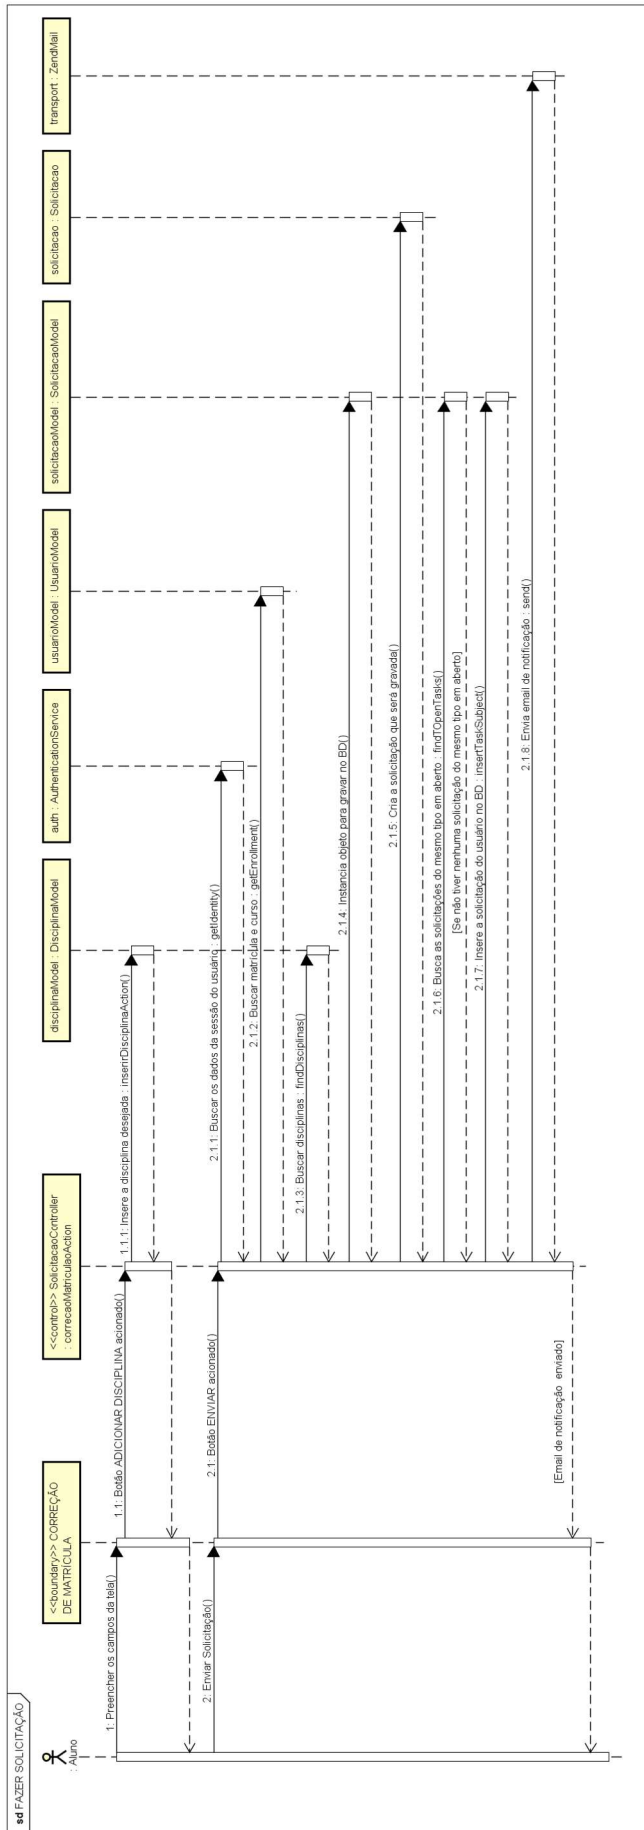 sd FAZER SOLICITAÇÃO
: Aluno
<<boundary>> CORREÇÃO
DE MATRÍCULA
<<control>> SolicitacaoController
: correcaoMatriculaoAction
disciplinaModel : DisciplinaModel
auth : AuthenticationService
usuarioModel : UsuarioModel
solicitacaoModel : SolicitacaoModel
solicitacao : Solicitacao
transport : ZendMail
1: Preencher os campos da tela()
1.1: Botão ADICIONAR DISCIPLINA acionado()
1.1.1: Insere a disciplina desejada : inserirDisciplinaAction()
2: Enviar Solicitação()
2.1: Botão ENVIAR acionado()
2.1.1: Buscar os dados da sessão do usuário : getIdentity()
2.1.2: Buscar matrícula e curso : getEnrollment()
2.1.3: Buscar disciplinas : findDisciplinas()
2.1.4: Instancia objeto para gravar no BD()
2.1.5: Cria a solicitação que será gravada()
2.1.6: Busca as solicitações do mesmo tipo em aberto : findTOpenTasks()
[Se não tiver nenhuma solicitação do mesmo tipo em aberto]
2.1.7: Insere a solicitação do usuário no BD : insertTaskSubject()
2.1.8: Envia email de notificação : send()
[Email de notificação enviado]